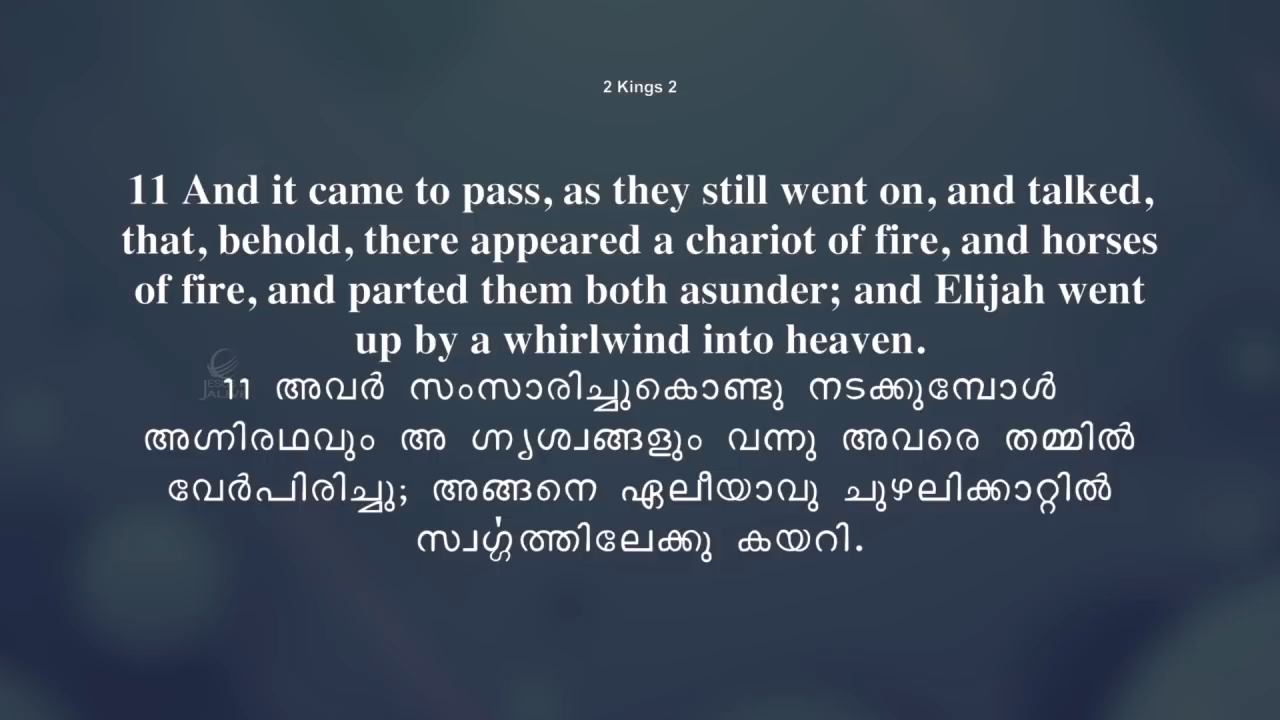 2 Kings 2
11 And it came to pass, as they still went on, and talked,
that, behold, there appeared a chariot of fire, and horses
of fire, and parted them both asunder; and Elijah went
up by a whirlwind into heaven.
11 അവർ സംസാരിച്ചുകൊണ്ടു നടക്കുമ്പോൾ
അഗ്നിരഥവും അ ഗ്ന്യശ്വങ്ങളും വന്നു അവരെ തമ്മിൽ
വേർപിരിച്ചു; അങ്ങനെ ഏലീയാവു ചുഴലിക്കാറ്റിൽ
സ്വൎഗ്ഗത്തിലേക്കു കയറി.